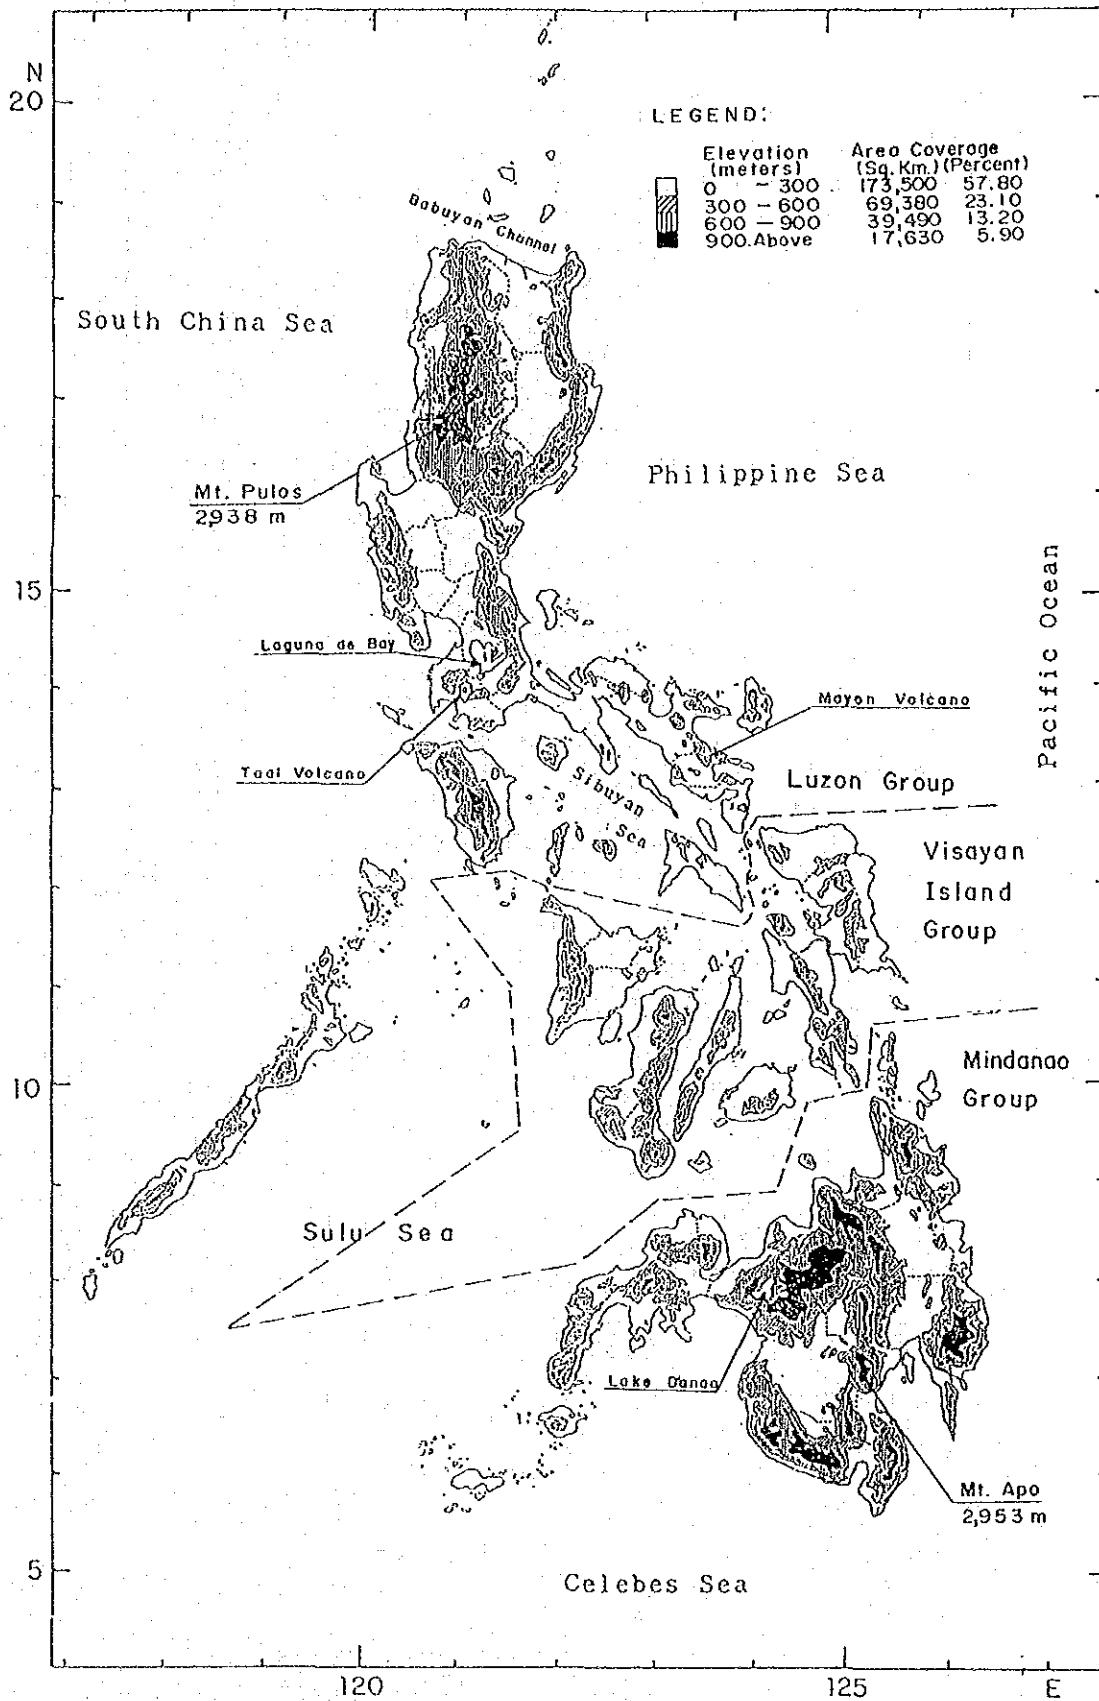 N
20
LEGEND:
Elevation Area Coverage
(meters) (Sq. Km.) (Percent)
0 - 300 173,500 57.80
300 - 600 69,380 23.10
600 - 900 39,490 13.20
900.Above 17,630 5.90
Babuyan Channel
South China Sea
Philippine Sea
Mt. Pulos
2,938 m
15
Pacific Ocean
Laguna de Bay
Mayon Volcano
Taal Volcano
Sibuyan
Sea
Luzon Group
Visayan
Island
Group
10
Mindanao
Group
Sulu Sea
Lake Danao
Mt. Apo
2,953 m
5
Celebes Sea
120
125
E